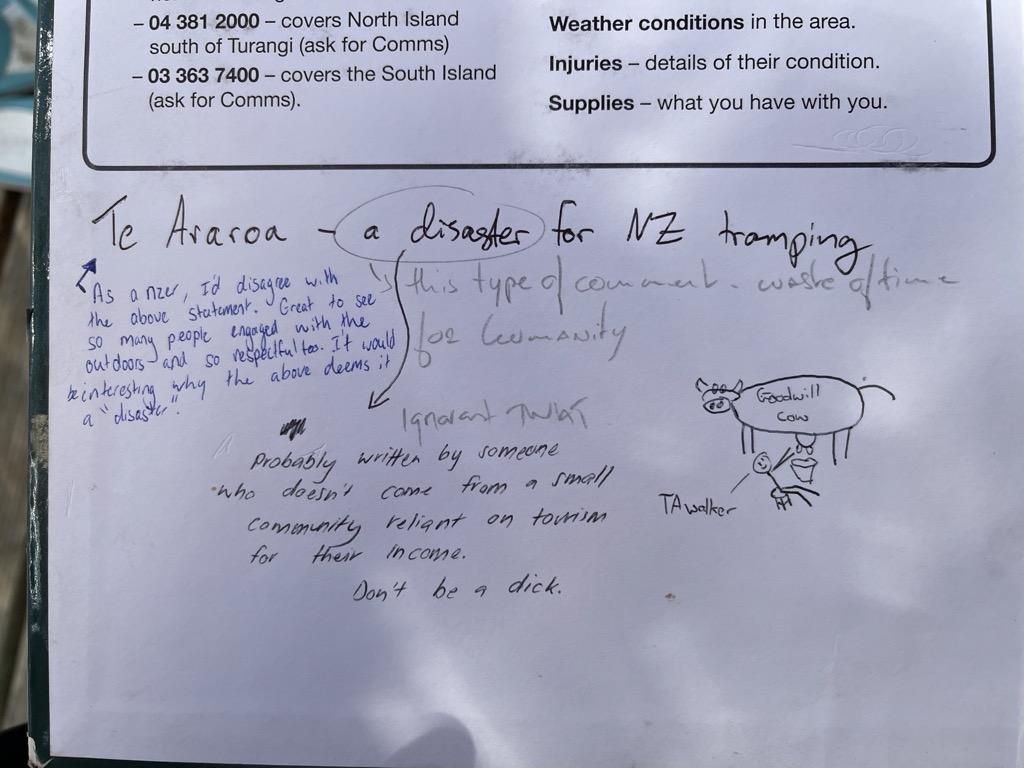 – 04 381 2000 – covers North Island
south of Turangi (ask for Comms)
– 03 363 7400 – covers the South Island
(ask for Comms).
Weather conditions in the area.
Injuries – details of their condition.
Supplies – what you have with you.
Te Araroa – a disaster for NZ tramping
As a nzer, I'd disagree with
the above statement. Great to see
so many people engaged with the
outdoors and so respectful too. It would
be interesting why the above deems it
a "disaster".
this type of comment. waste of time
for humanity
Ignorant TWAT
Probably written by someone
who doesn't come from a small
community reliant on tourism
for their income.
Don't be a dick.
Goodwill
cow
TA walker